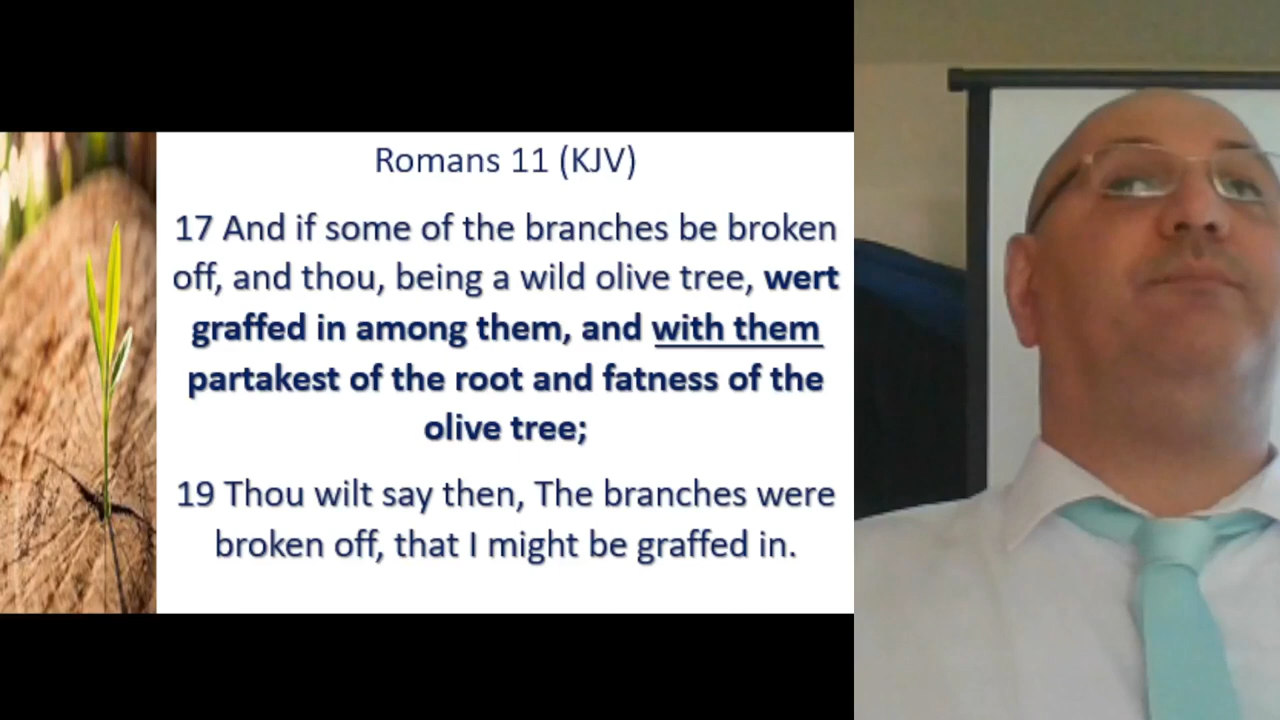 Romans 11 (KJV)
17 And if some of the branches be broken
off, and thou, being a wild olive tree, wert
graffed in among them, and with them
partakest of the root and fatness of the
olive tree;
19 Thou wilt say then, The branches were
broken off, that I might be graffed in.